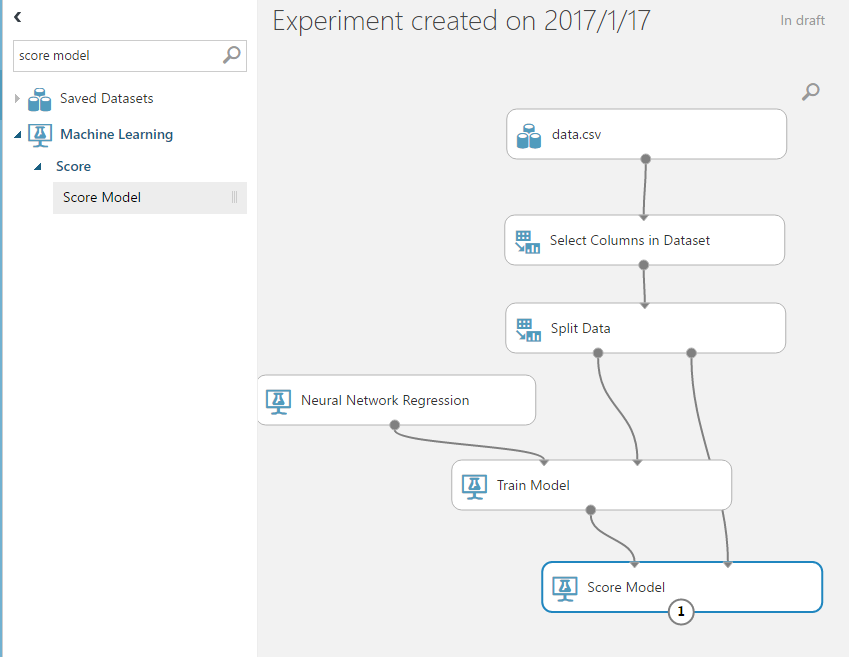 Experiment created on 2017/1/17
In draft
score model
Saved Datasets
Machine Learning
Score
Score Model
data.csv
Select Columns in Dataset
Split Data
Neural Network Regression
Train Model
Score Model
1